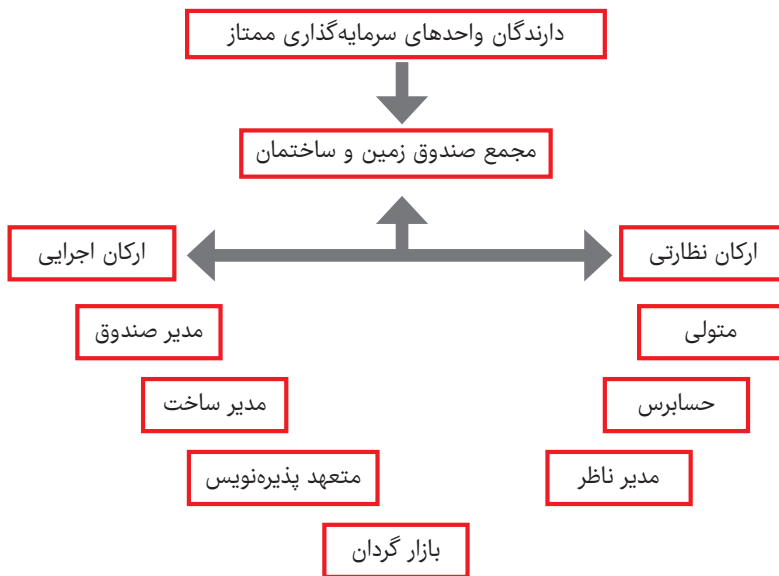 دارندگان واحدهای سرمایه‌گذاری ممتاز
مجمع صندوق زمین و ساختمان
ارکان نظارتی
ارکان اجرایی
متولی
مدیر صندوق
حسابرس
مدیر ساخت
مدیر ناظر
متعهد پذیره‌نویس
بازار گردان